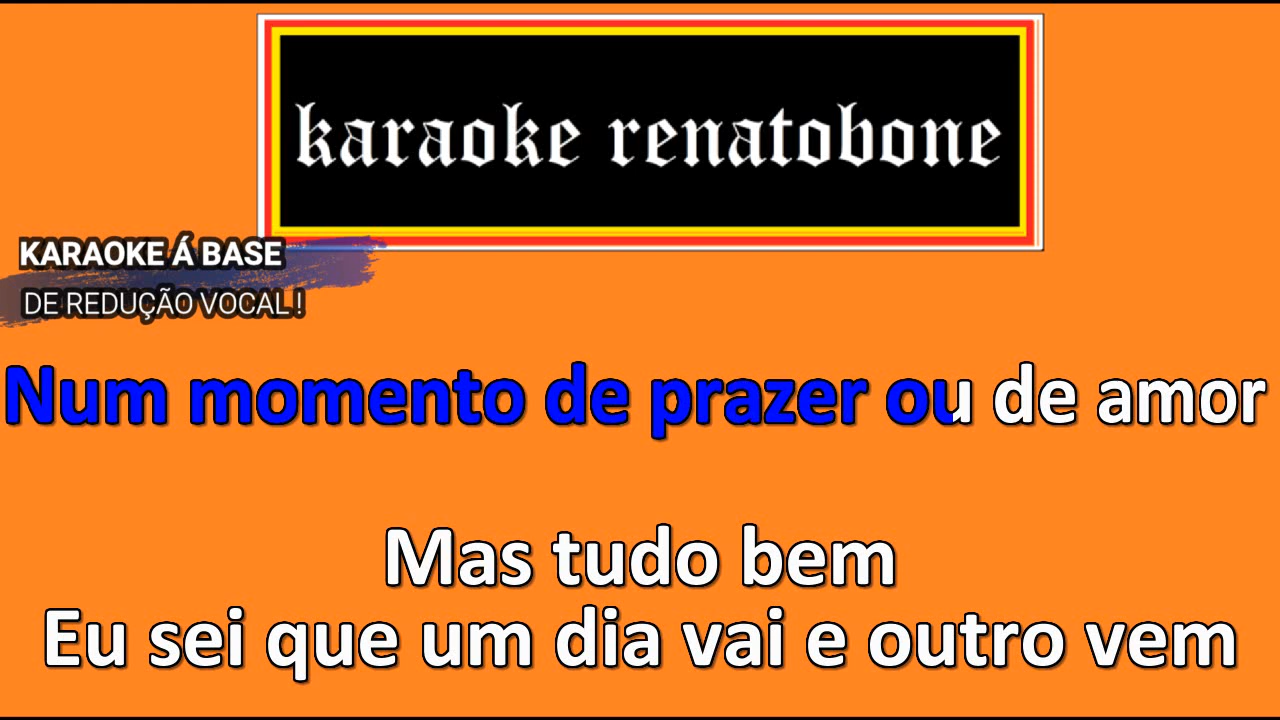 karaoke renatobone
KARAOKE Á BASE
DE REDUÇÃO VOCAL !
Num momento de prazer ou de amor
Mas tudo bem
Eu sei que um dia vai e outro vem